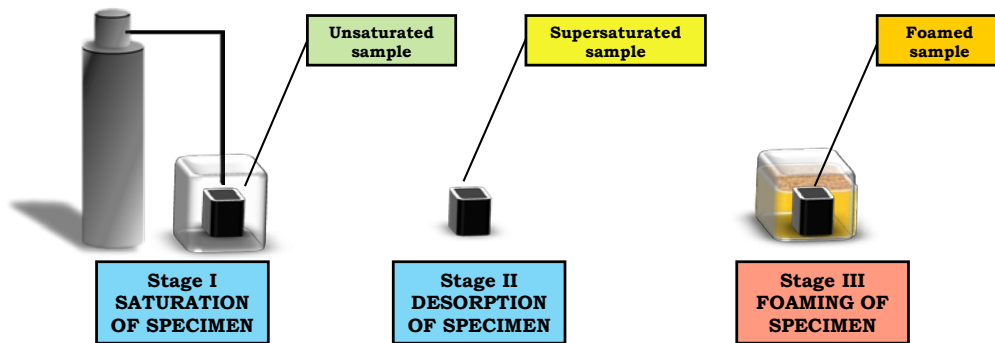 Unsaturated
sample
Supersaturated
sample
Foamed
sample
Stage I
SATURATION
OF SPECIMEN
Stage II
DESORPTION
OF SPECIMEN
Stage III
FOAMING OF
SPECIMEN